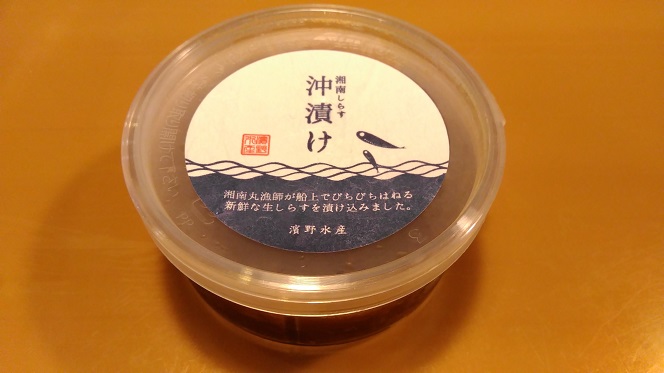 湘南しらす
沖漬け
湘南丸漁師が船上でぴちぴちはねる
新鮮な生しらすを漬け込みました。
濱野水産